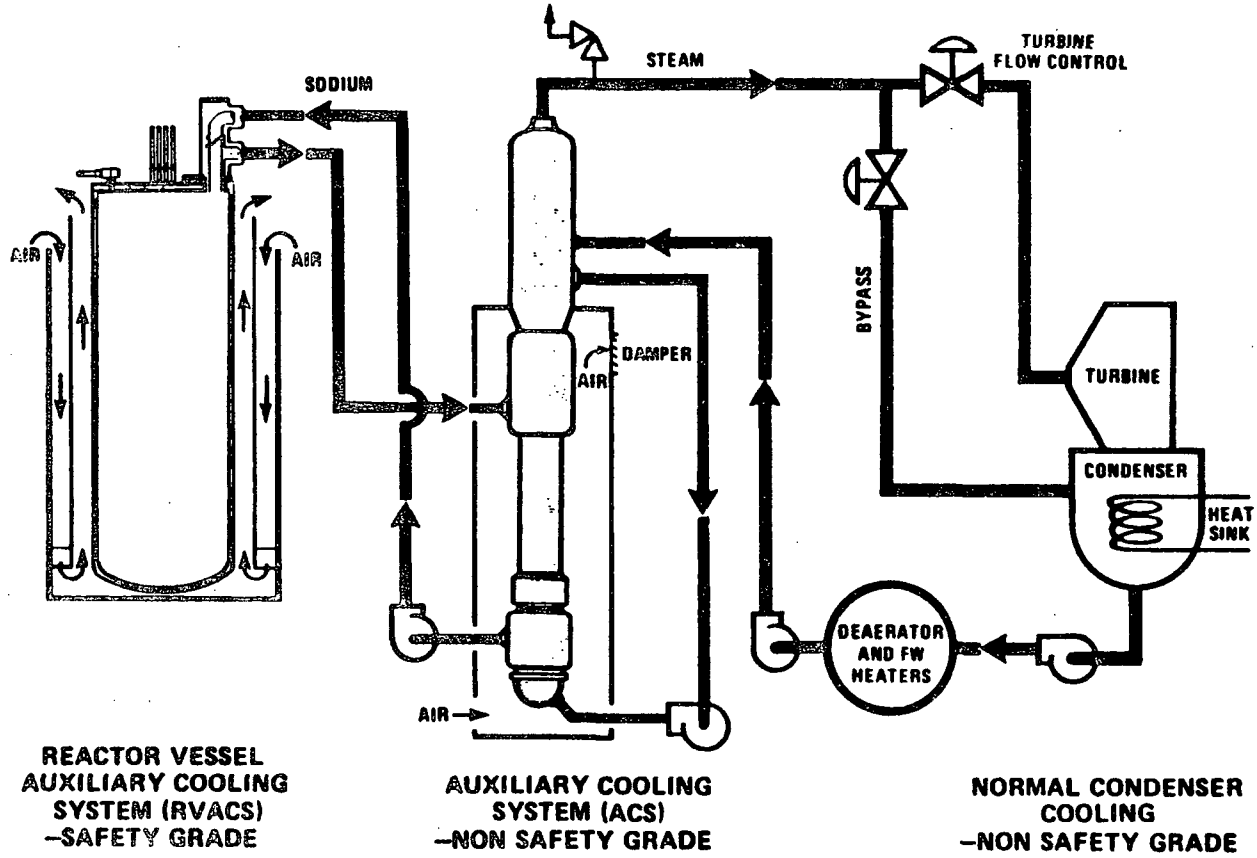 TURBINE
FLOW CONTROL
STEAM
SODIUM
AIR
AIR
BYPASS
DAMPER
AIR
TURBINE
CONDENSER
HEAT
SINK
DEAERATOR
AND FW
HEATERS
AIR
REACTOR VESSEL
AUXILIARY COOLING
SYSTEM (RVACS)
–SAFETY GRADE
AUXILIARY COOLING
SYSTEM (ACS)
–NON SAFETY GRADE
NORMAL CONDENSER
COOLING
–NON SAFETY GRADE